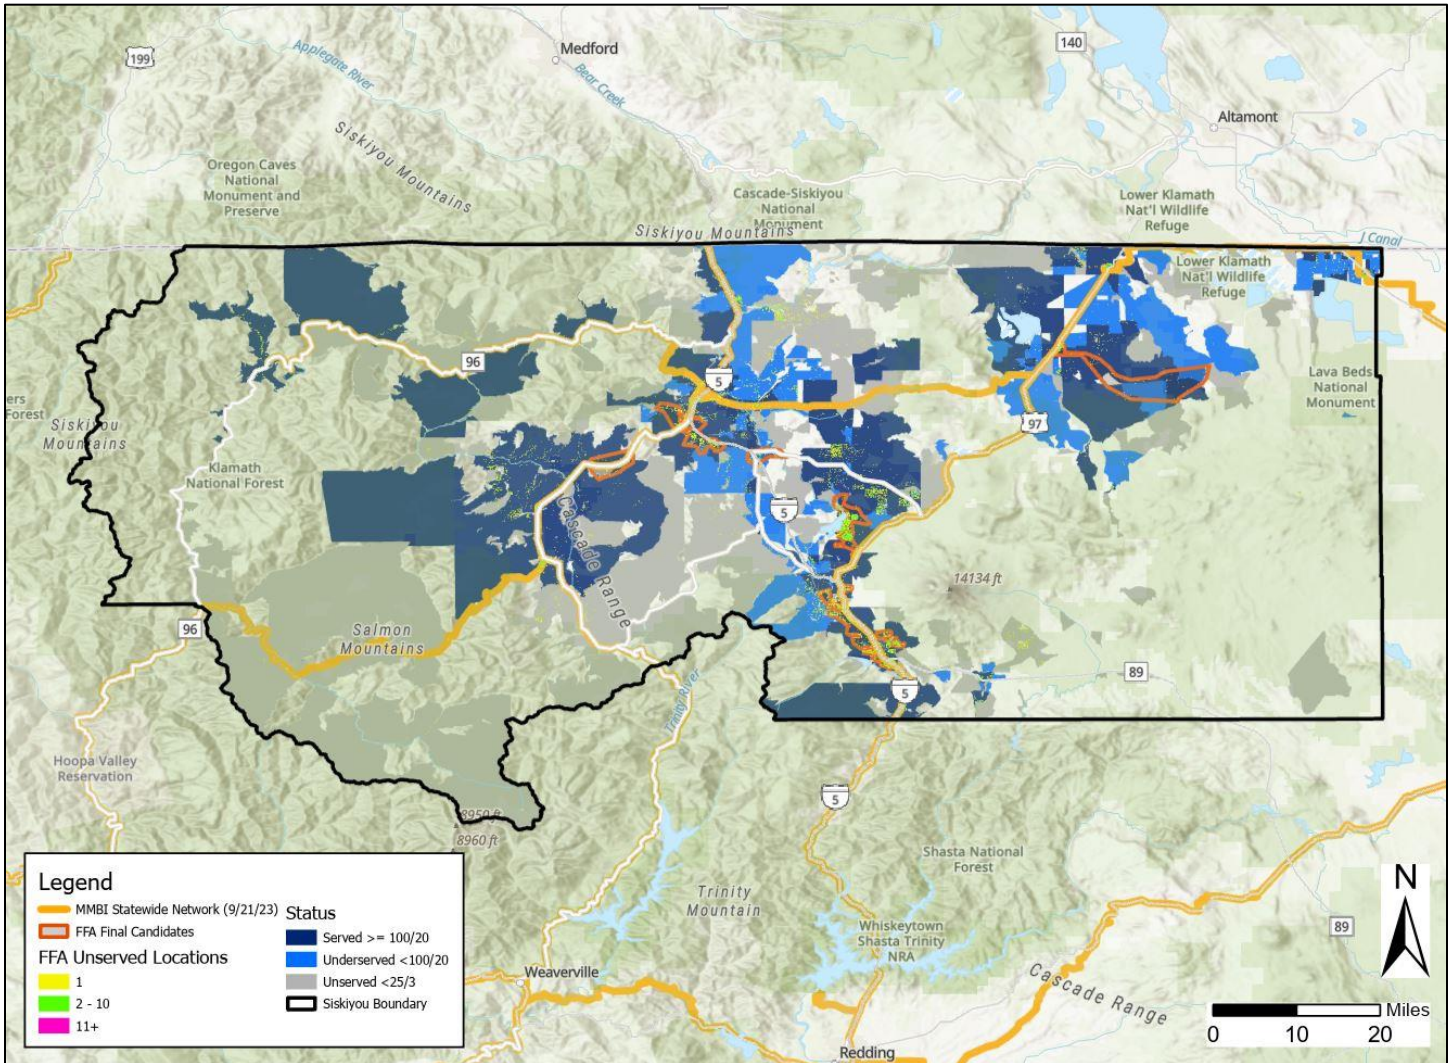 199
Applegate River
Medford
Bear Creek
140
Altamont
Siskiyou Mountains
Oregon Caves
National
Monument and
Preserve
Cascade-Siskiyou
National
Monument
Lower Klamath
Nat'l Wildlife
Refuge
Siskiyou Mountains
J Canal
Lower Klamath
Nat'l Wildlife
Refuge
96
5
Lava Beds
National
Monument
ers
Forest
Siskiyou
Mountains
97
Klamath
National Forest
5
Cascade Range
14134 ft
96
Salmon
Mountains
89
5
Trinity River
Hoopa Valley
Reservation
5
8950 ft
8960 ft
Shasta National
Forest
Trinity
Mountain
Whiskeytown
Shasta Trinity
NRA
89
Cascade Range
Weaverville
Redding
N
Miles
0 10 20
Legend
MMBI Statewide Network (9/21/23)
FFA Final Candidates
FFA Unserved Locations
1
2 - 10
11+
Status
Served >= 100/20
Underserved <100/20
Unserved <25/3
Siskiyou Boundary